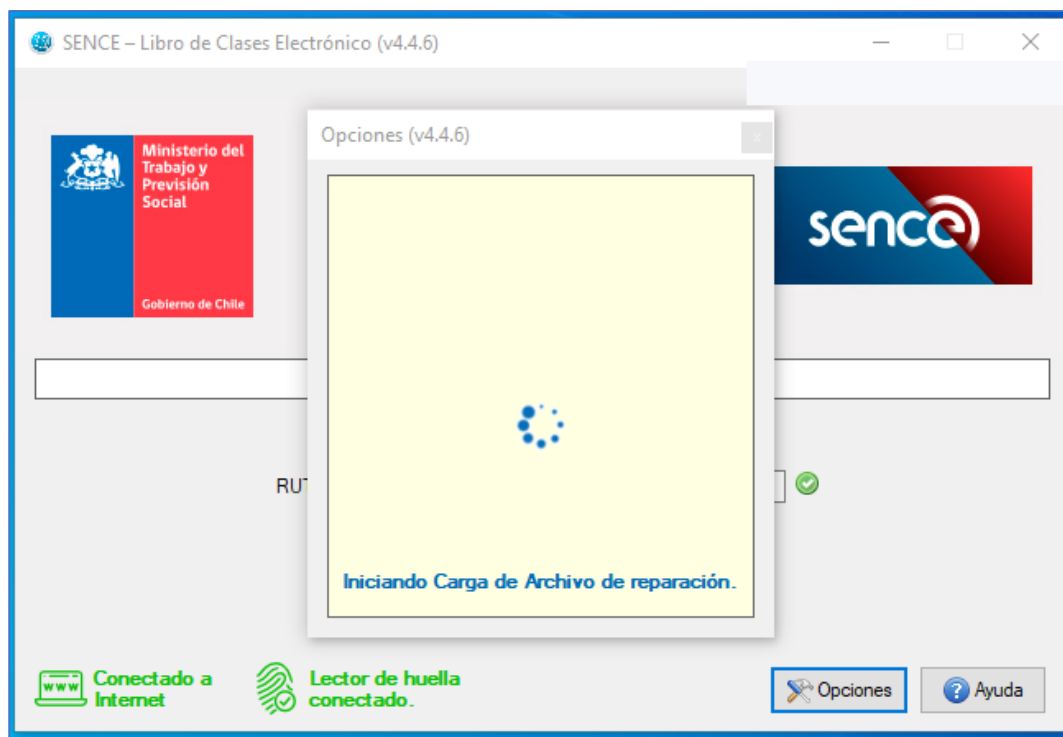 SENCE – Libro de Clases Electrónico (v4.4.6)
Opciones (v4.4.6)
x
Ministerio del
Trabajo y
Previsión
Social
Gobierno de Chile
sence
RUT
Iniciando Carga de Archivo de reparación.
www
Conectado a
Internet
Lector de huella
conectado.
Opciones
? Ayuda